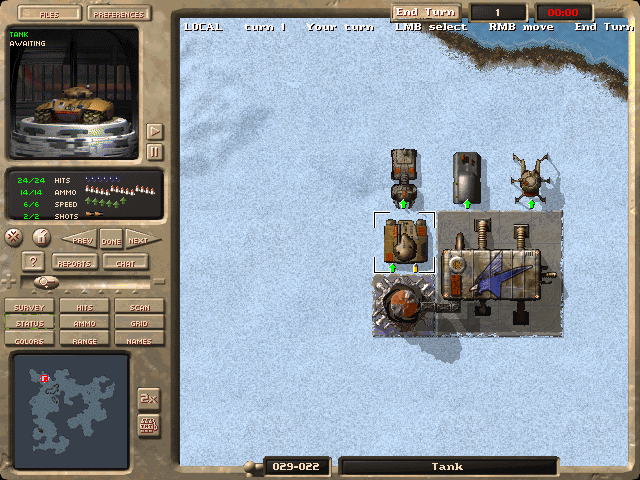 FILES PREFERENCES End Turn 1 00:00
LOCAL turn 1 Your turn LMB select RMB move End Turn
TANK
AWAITING
24/24 HITS
14/14 AMMO
6/6 SPEED
2/2 SHOTS
PREV DONE NEXT
? REPORTS CHAT
SURVEY HITS SCAN
STATUS AMMO GRID
COLORS RANGE NAMES
2x
029-022 Tank